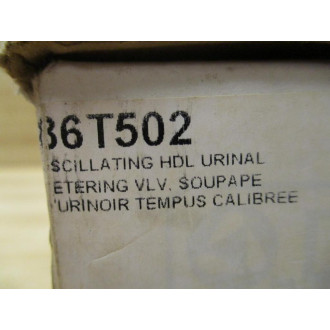 36T502
SCILLATING HDL URINAL
ETERING VLV. SOUPAPE
'URINOIR TEMPUS CALIBREE